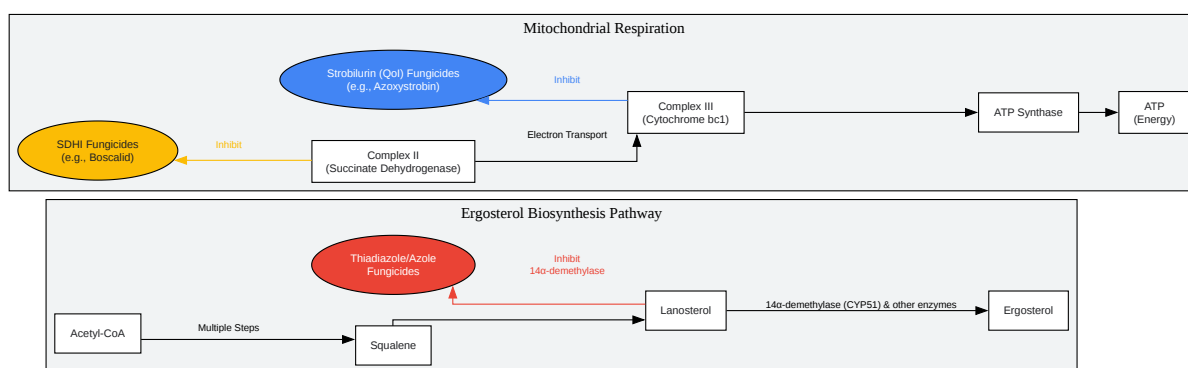 Mitochondrial Respiration
Strobilurin (QoI) Fungicides
(e.g., Azoxystrobin)
Inhibit
Complex III
(Cytochrome bc1)
ATP Synthase
ATP
(Energy)
Electron Transport
SDHI Fungicides
(e.g., Boscalid)
Inhibit
Complex II
(Succinate Dehydrogenase)
Ergosterol Biosynthesis Pathway
Thiadiazole/Azole
Fungicides
Inhibit
14α-demethylase
Lanosterol
14α-demethylase (CYP51) & other enzymes
Ergosterol
Acetyl-CoA
Multiple Steps
Squalene